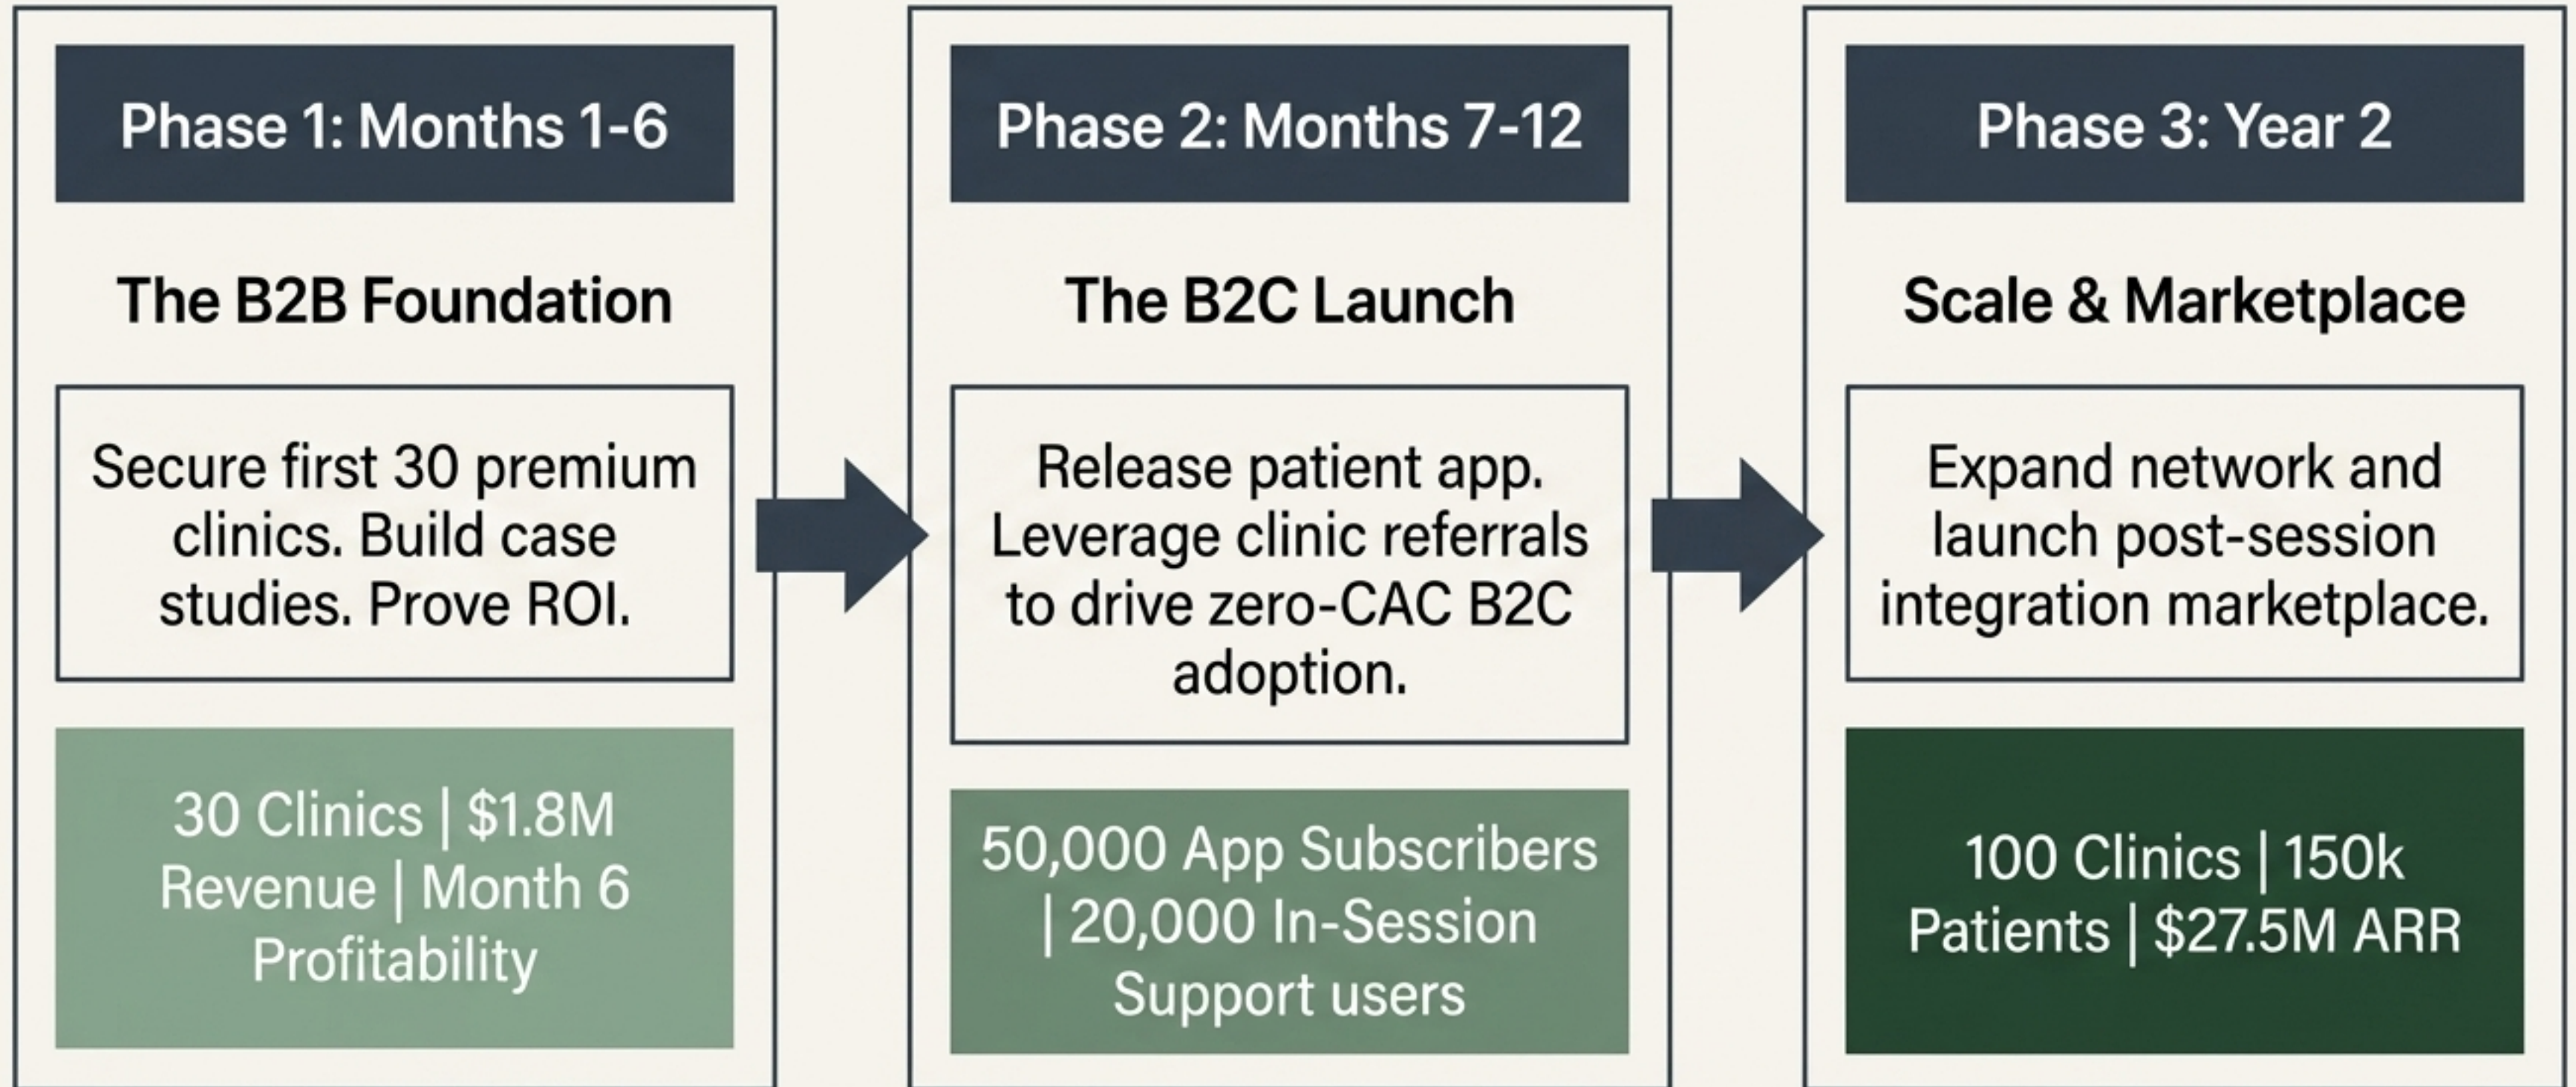 Phase 1: Months 1-6
The B2B Foundation
Secure first 30 premium
clinics. Build case
studies. Prove ROI.
30 Clinics | $1.8M
Revenue | Month 6
Profitability
Phase 2: Months 7-12
The B2C Launch
Release patient app.
Leverage clinic referrals
to drive zero-CAC B2C
adoption.
50,000 App Subscribers
| 20,000 In-Session
Support users
Phase 3: Year 2
Scale & Marketplace
Expand network and
launch post-session
integration marketplace.
100 Clinics | 150k
Patients | $27.5M ARR